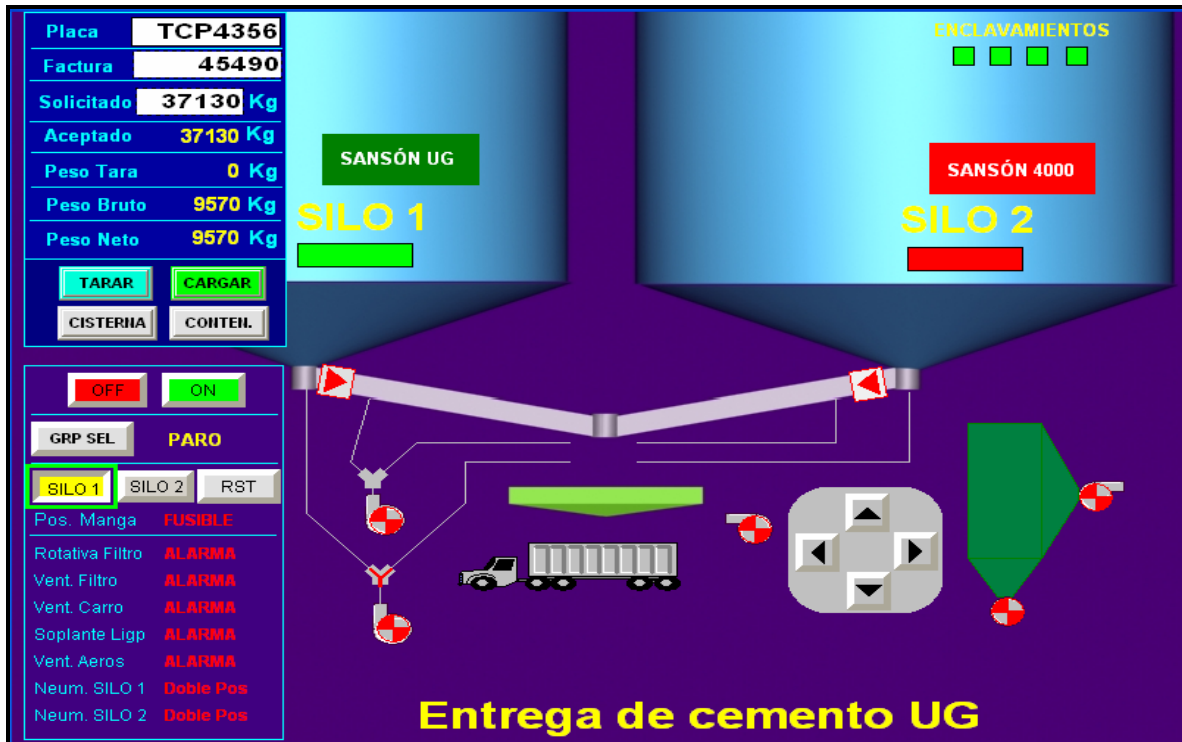 Placa TCP4356
Factura 45490
Solicitado 37130 Kg
Aceptado 37130 Kg
Peso Tara 0 Kg
Peso Bruto 9570 Kg
Peso Neto 9570 Kg
TARAR CARGAR
CISTERNA CONTEN.
ENCLAVAMIENTOS
SANSÓN UG
SILO 1
SANSÓN 4000
SILO 2
OFF ON
GRP SEL PARO
SILO 1 SILO 2 RST
Pos. Manga FUSIBLE
Rotativa Filtro ALARMA
Vent. Filtro ALARMA
Vent. Carro ALARMA
Soplante Ligp ALARMA
Vent. Aeros ALARMA
Neum. SILO 1 Doble Pos
Neum. SILO 2 Doble Pos
Entrega de cemento UG